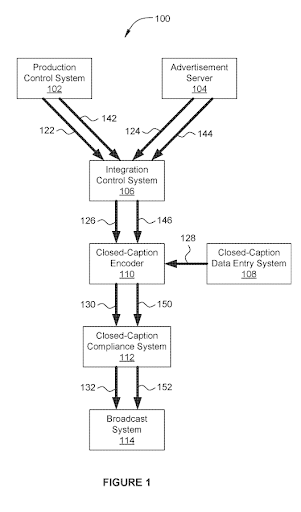 100
Production
Control System
102
Advertisement
Server
104
142
122
124
144
Integration
Control System
106
126
146
128
Closed-Caption
Encoder
110
Closed-Caption
Data Entry System
108
130
150
Closed-Caption
Compliance System
112
132
152
Broadcast
System
114
FIGURE 1